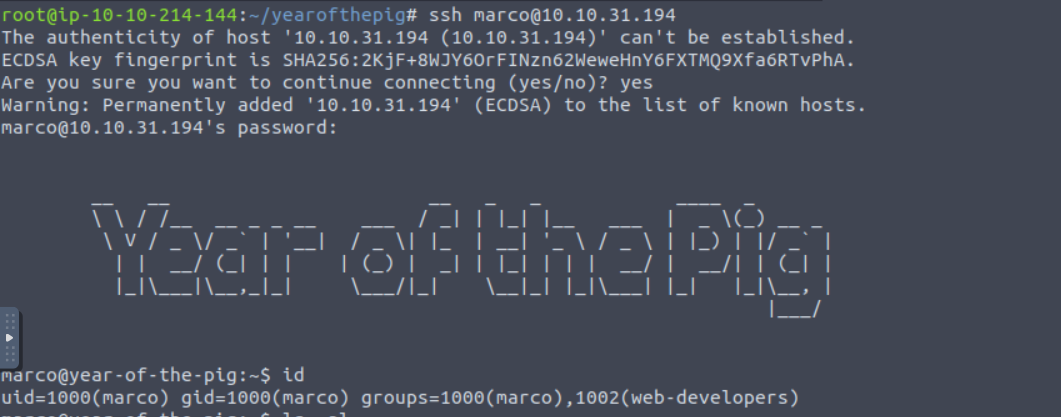 root@ip-10-10-214-144:~/yearofthepig# ssh marco@10.10.31.194
The authenticity of host '10.10.31.194 (10.10.31.194)' can't be established.
ECDSA key fingerprint is SHA256:2KjF+8WJY6OrFINzn62WeweHnY6FXTMQ9Xfa6RTvPhA.
Are you sure you want to continue connecting (yes/no)? yes
Warning: Permanently added '10.10.31.194' (ECDSA) to the list of known hosts.
marco@10.10.31.194's password:
Year of the Pig
marco@year-of-the-pig:~$ id
uid=1000(marco) gid=1000(marco) groups=1000(marco),1002(web-developers)